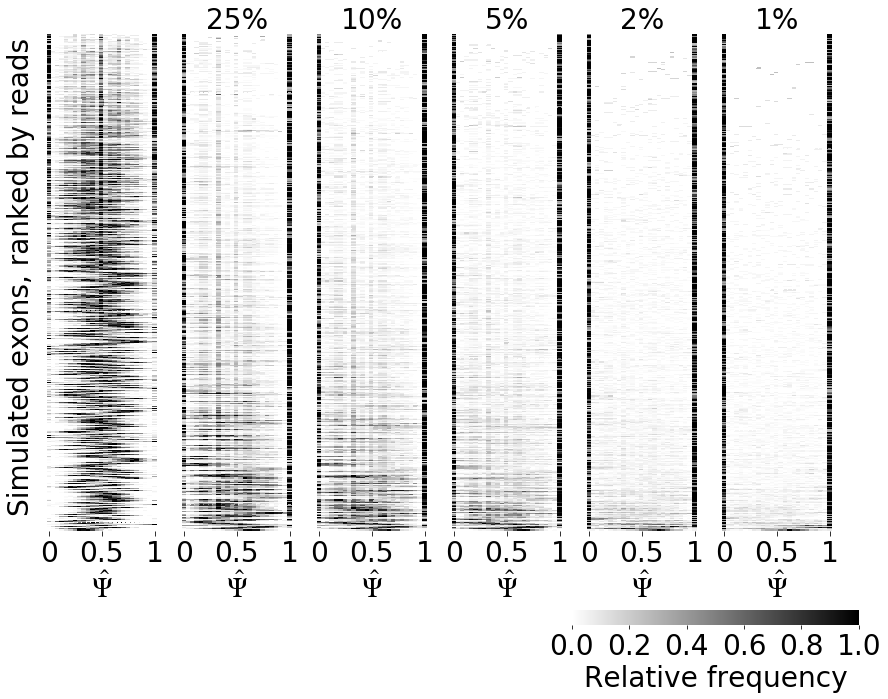 25% 10% 5% 2% 1%
Simulated exons, ranked by reads
0 0.5 1 0 0.5 1 0 0.5 1 0 0.5 1 0 0.5 1 0 0.5 1
Ψ̂ Ψ̂ Ψ̂ Ψ̂ Ψ̂ Ψ̂
0.0 0.2 0.4 0.6 0.8 1.0
Relative frequency